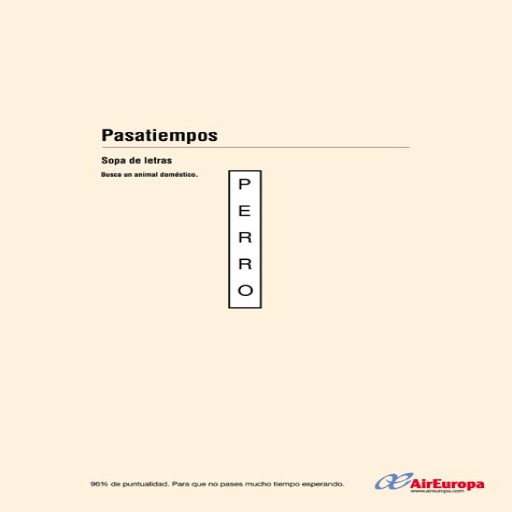 Pasatiempos
Sopa de letras
Busca un animal doméstico.
P
E
R
R
O
96% de puntualidad. Para que no pases mucho tiempo esperando.
AirEuropa
www.aireuropa.com